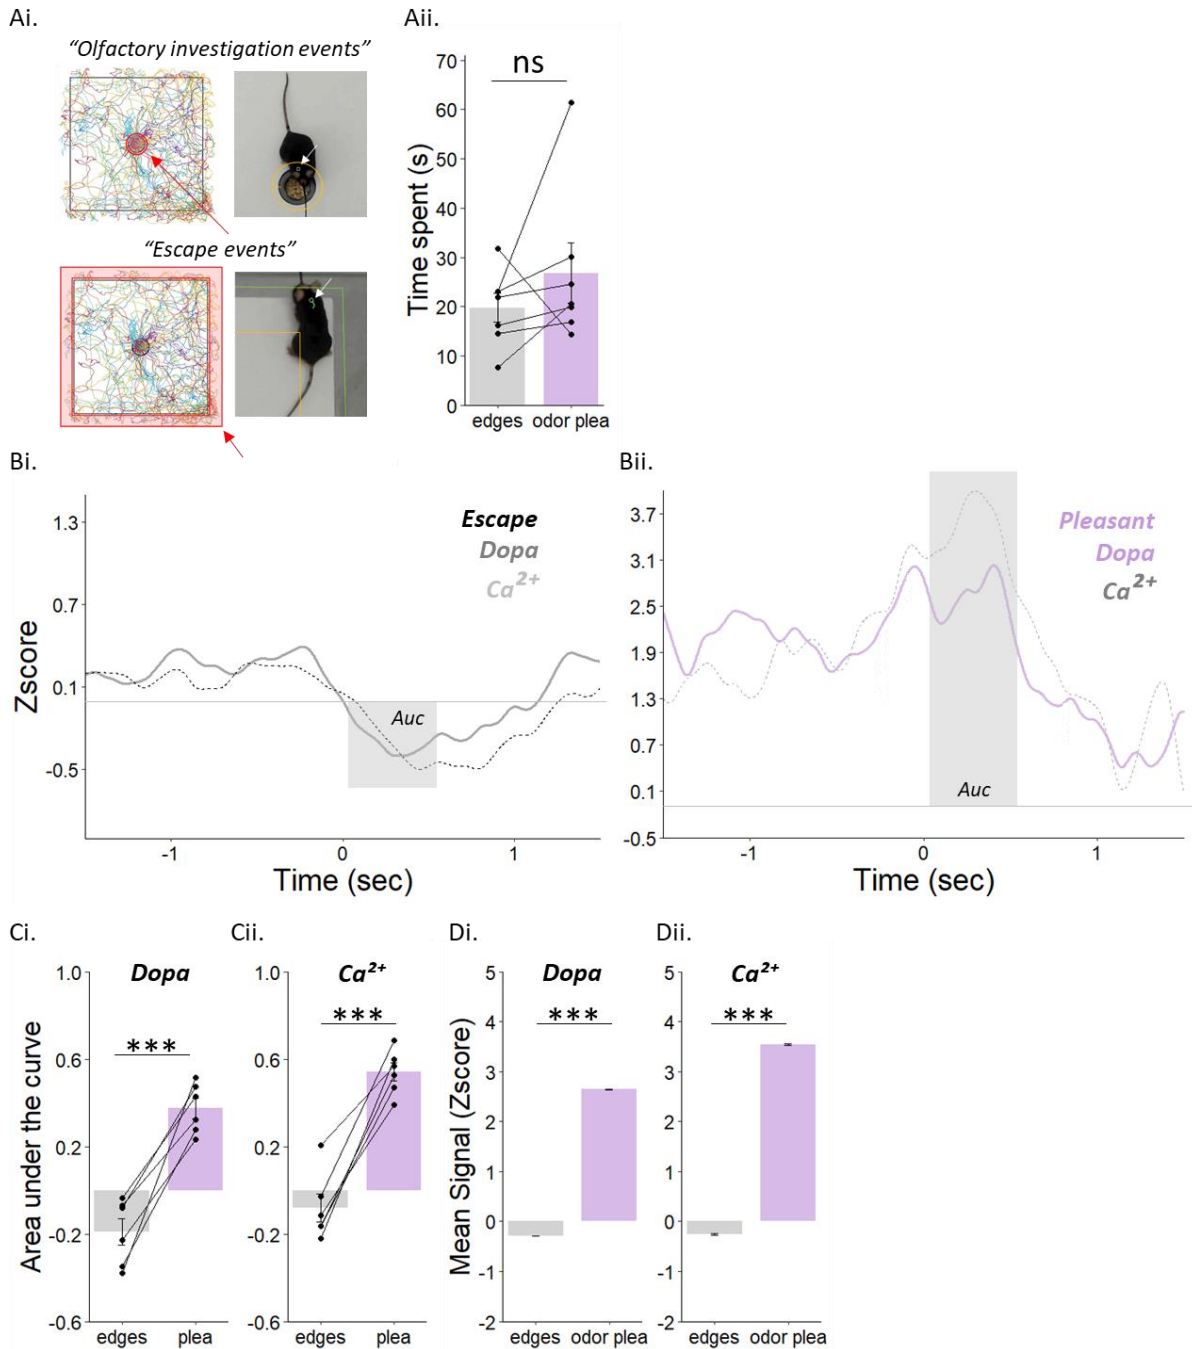 Ai.
“Olfactory investigation events”
“Escape events”
Aii.
ns
Time spent (s)
70
60
50
40
30
20
10
0
edges odor plea
Bi.
Escape
Dopa
Ca²⁺
Zscore
1.3
0.7
0.1
-0.5
Auc
-1 0 1
Time (sec)
Bii.
Pleasant
Dopa
Ca²⁺
3.7
3.1
2.5
1.9
1.3
0.7
0.1
-0.5
Auc
-1 0 1
Time (sec)
Ci.
Dopa
***
Area under the curve
1.0
0.6
0.2
-0.2
-0.6
edges plea
Cii.
Ca²⁺
***
1.0
0.6
0.2
-0.2
-0.6
edges plea
Di.
Dopa
***
Mean Signal (Zscore)
5
4
3
2
1
0
-1
-2
edges odor plea
Dii.
Ca²⁺
***
5
4
3
2
1
0
-1
-2
edges odor plea